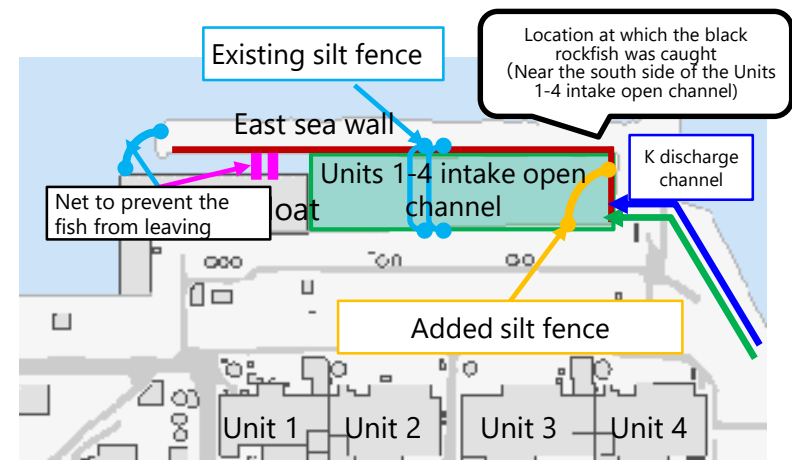 Location at which the black
rockfish was caught
(Near the south side of the Units
1-4 intake open channel)
Existing silt fence
East sea wall
K discharge
channel
Units 1-4 intake open
channel
Net to prevent the
fish from leaving
oat
Added silt fence
Unit 1
Unit 2
Unit 3
Unit 4